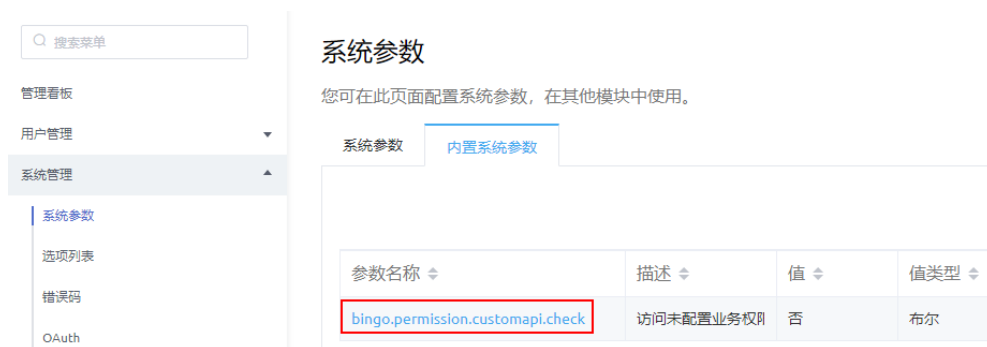 搜索菜单
管理看板
用户管理
系统管理
系统参数
选项列表
错误码
OAuth
系统参数
您可在此页面配置系统参数，在其他模块中使用。
系统参数 内置系统参数
参数名称 描述 值 值类型
bingo.permission.customapi.check 访问未配置业务权限 否 布尔